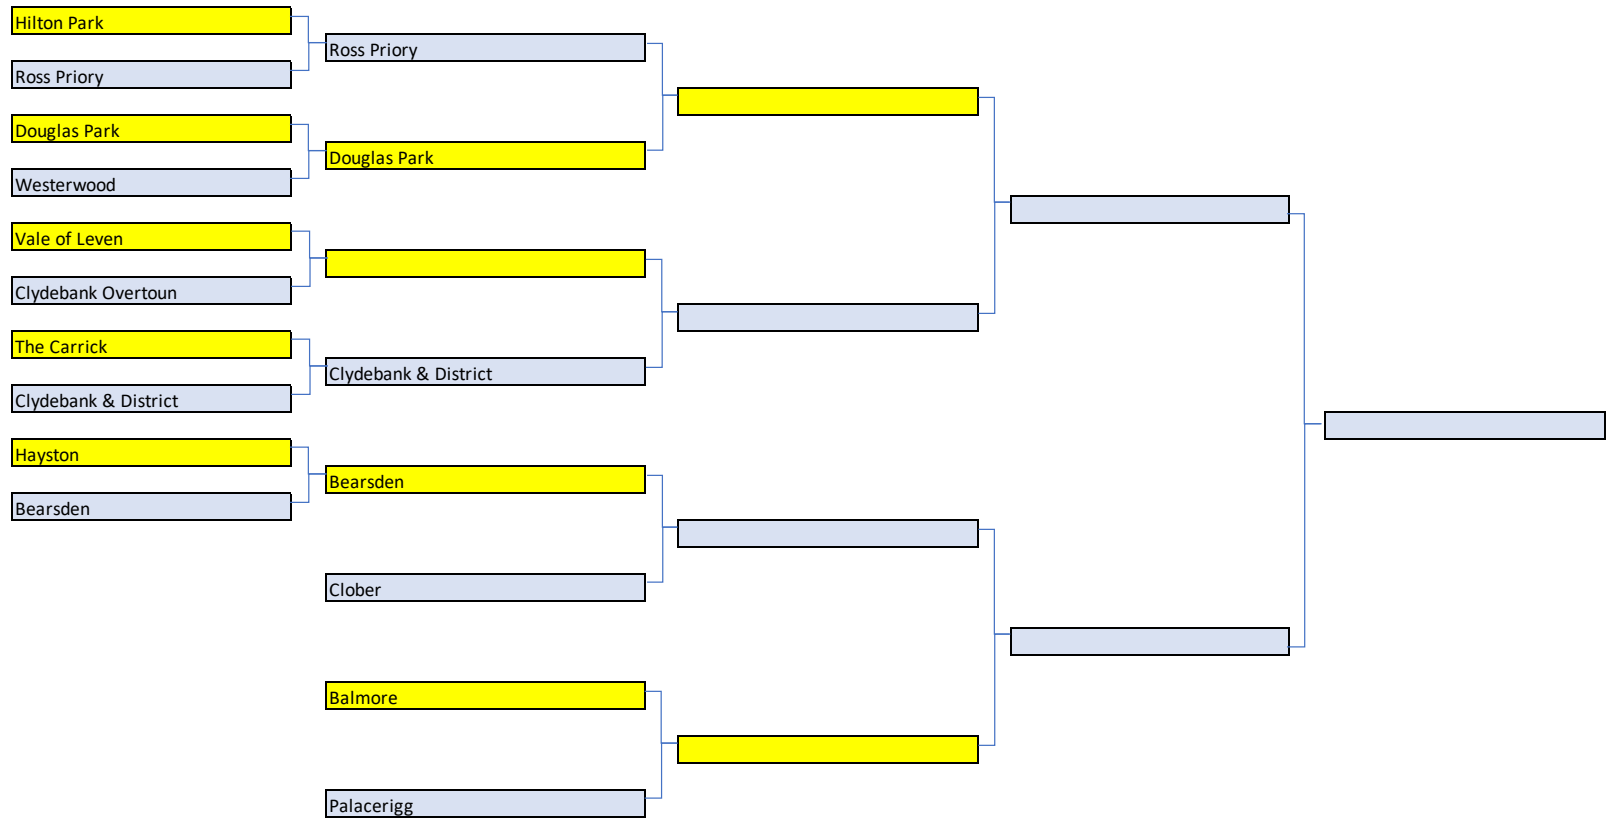 Hilton Park
Ross Priory
Ross Priory
Douglas Park
Douglas Park
Westerwood
Vale of Leven
Clydebank Overtoun
The Carrick
Clydebank & District
Clydebank & District
Hayston
Bearsden
Bearsden
Clober
Balmore
Palacerigg